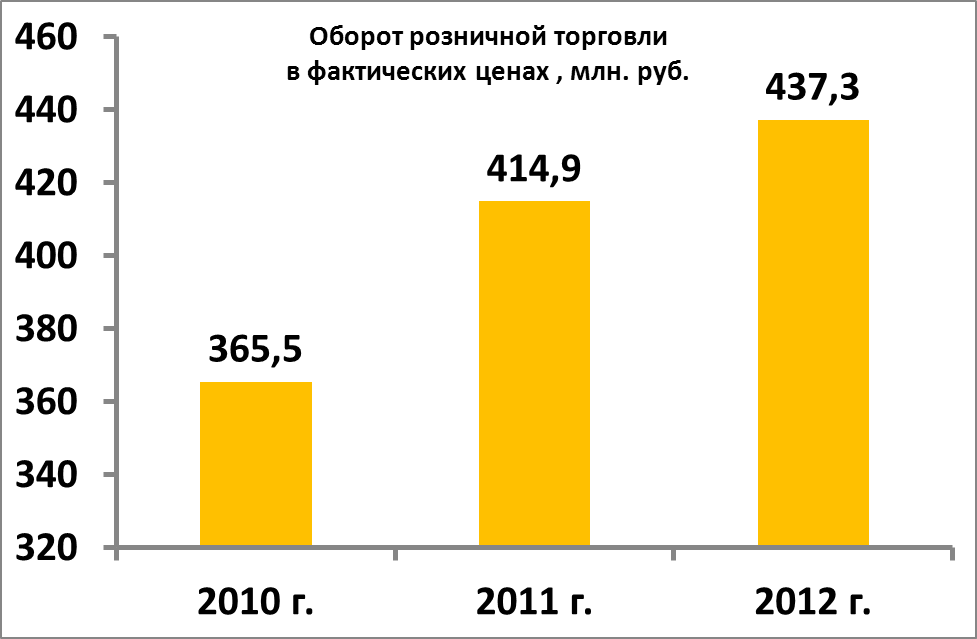 Оборот розничной торговли
в фактических ценах , млн. руб.
460
440
420
400
380
360
340
320
365,5
414,9
437,3
2010 г.
2011 г.
2012 г.